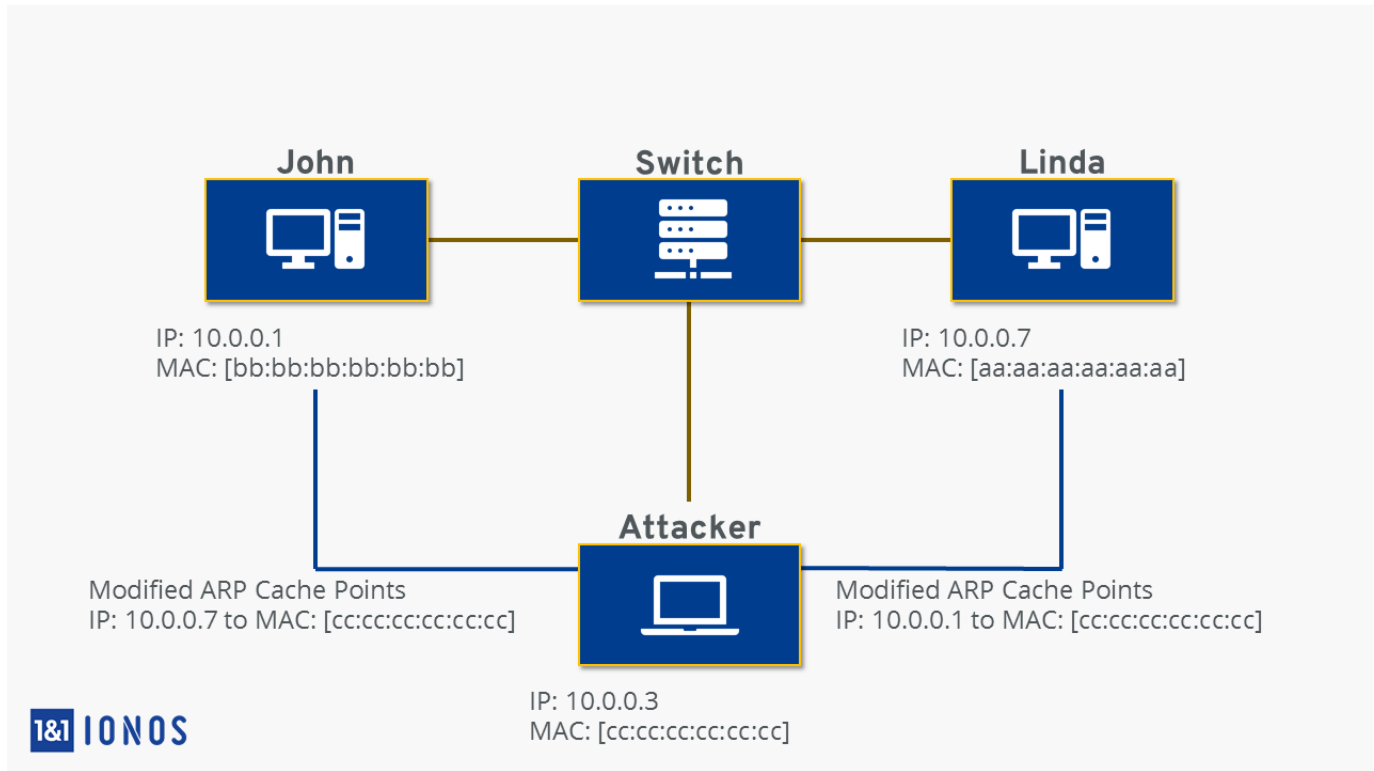 John
Switch
Linda
IP: 10.0.0.1
MAC: [bb:bb:bb:bb:bb:bb]
IP: 10.0.0.7
MAC: [aa:aa:aa:aa:aa:aa]
Attacker
Modified ARP Cache Points
IP: 10.0.0.7 to MAC: [cc:cc:cc:cc:cc:cc]
Modified ARP Cache Points
IP: 10.0.0.1 to MAC: [cc:cc:cc:cc:cc:cc]
IP: 10.0.0.3
MAC: [cc:cc:cc:cc:cc:cc]
1&1 IONOS